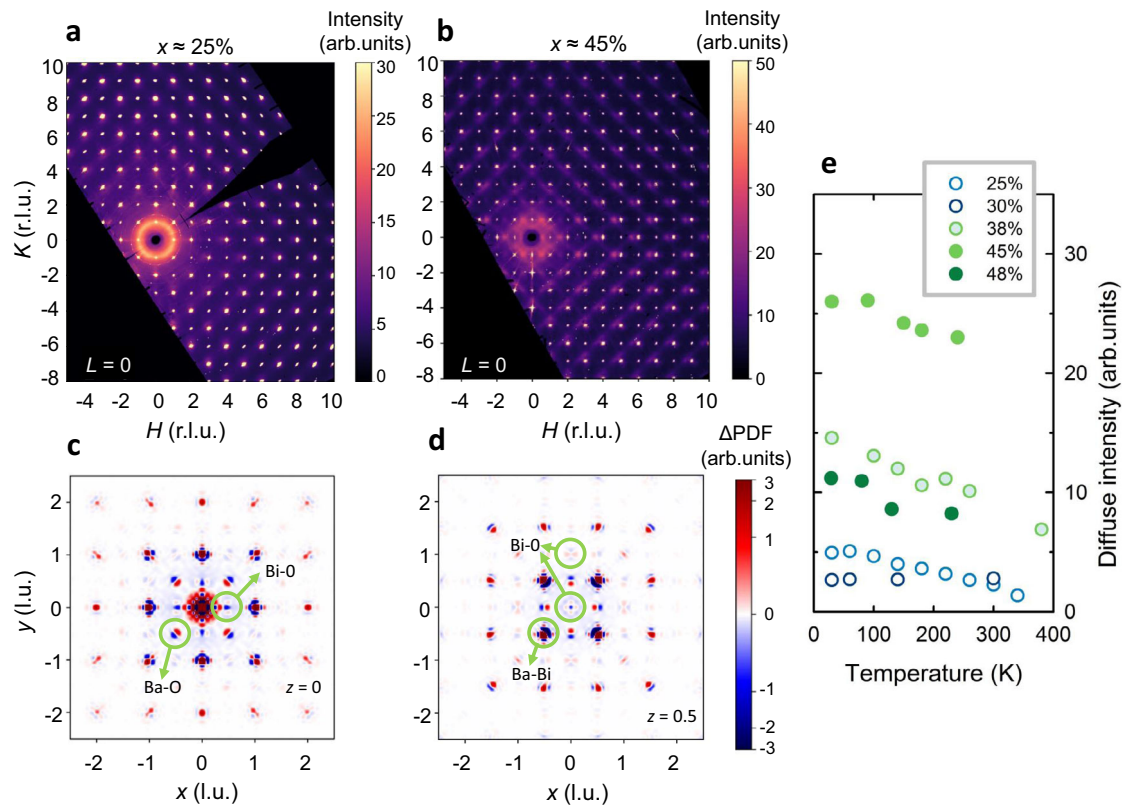 a
x ≈ 25%
Intensity
(arb.units)
10
8
6
4
2
0
-2
-4
-6
-8
K (r.l.u.)
L = 0
-4 -2 0 2 4 6 8 10
H (r.l.u.)
30
25
20
15
10
5
0
b
x ≈ 45%
Intensity
(arb.units)
10
8
6
4
2
0
-2
-4
-6
-8
L = 0
-4 -2 0 2 4 6 8 10
H (r.l.u.)
50
40
30
20
10
0
c
2
1
0
-1
-2
y (l.u.)
Bi-0
Ba-O
z = 0
-2 -1 0 1 2
x (l.u.)
d
2
1
0
-1
-2
Bi-0
Ba-Bi
z = 0.5
-2 -1 0 1 2
x (l.u.)
ΔPDF
(arb.units)
3
2
1
0
-1
-2
-3
e
25%
30%
38%
45%
48%
30
20
10
0
Diffuse intensity (arb.units)
0 100 200 300 400
Temperature (K)